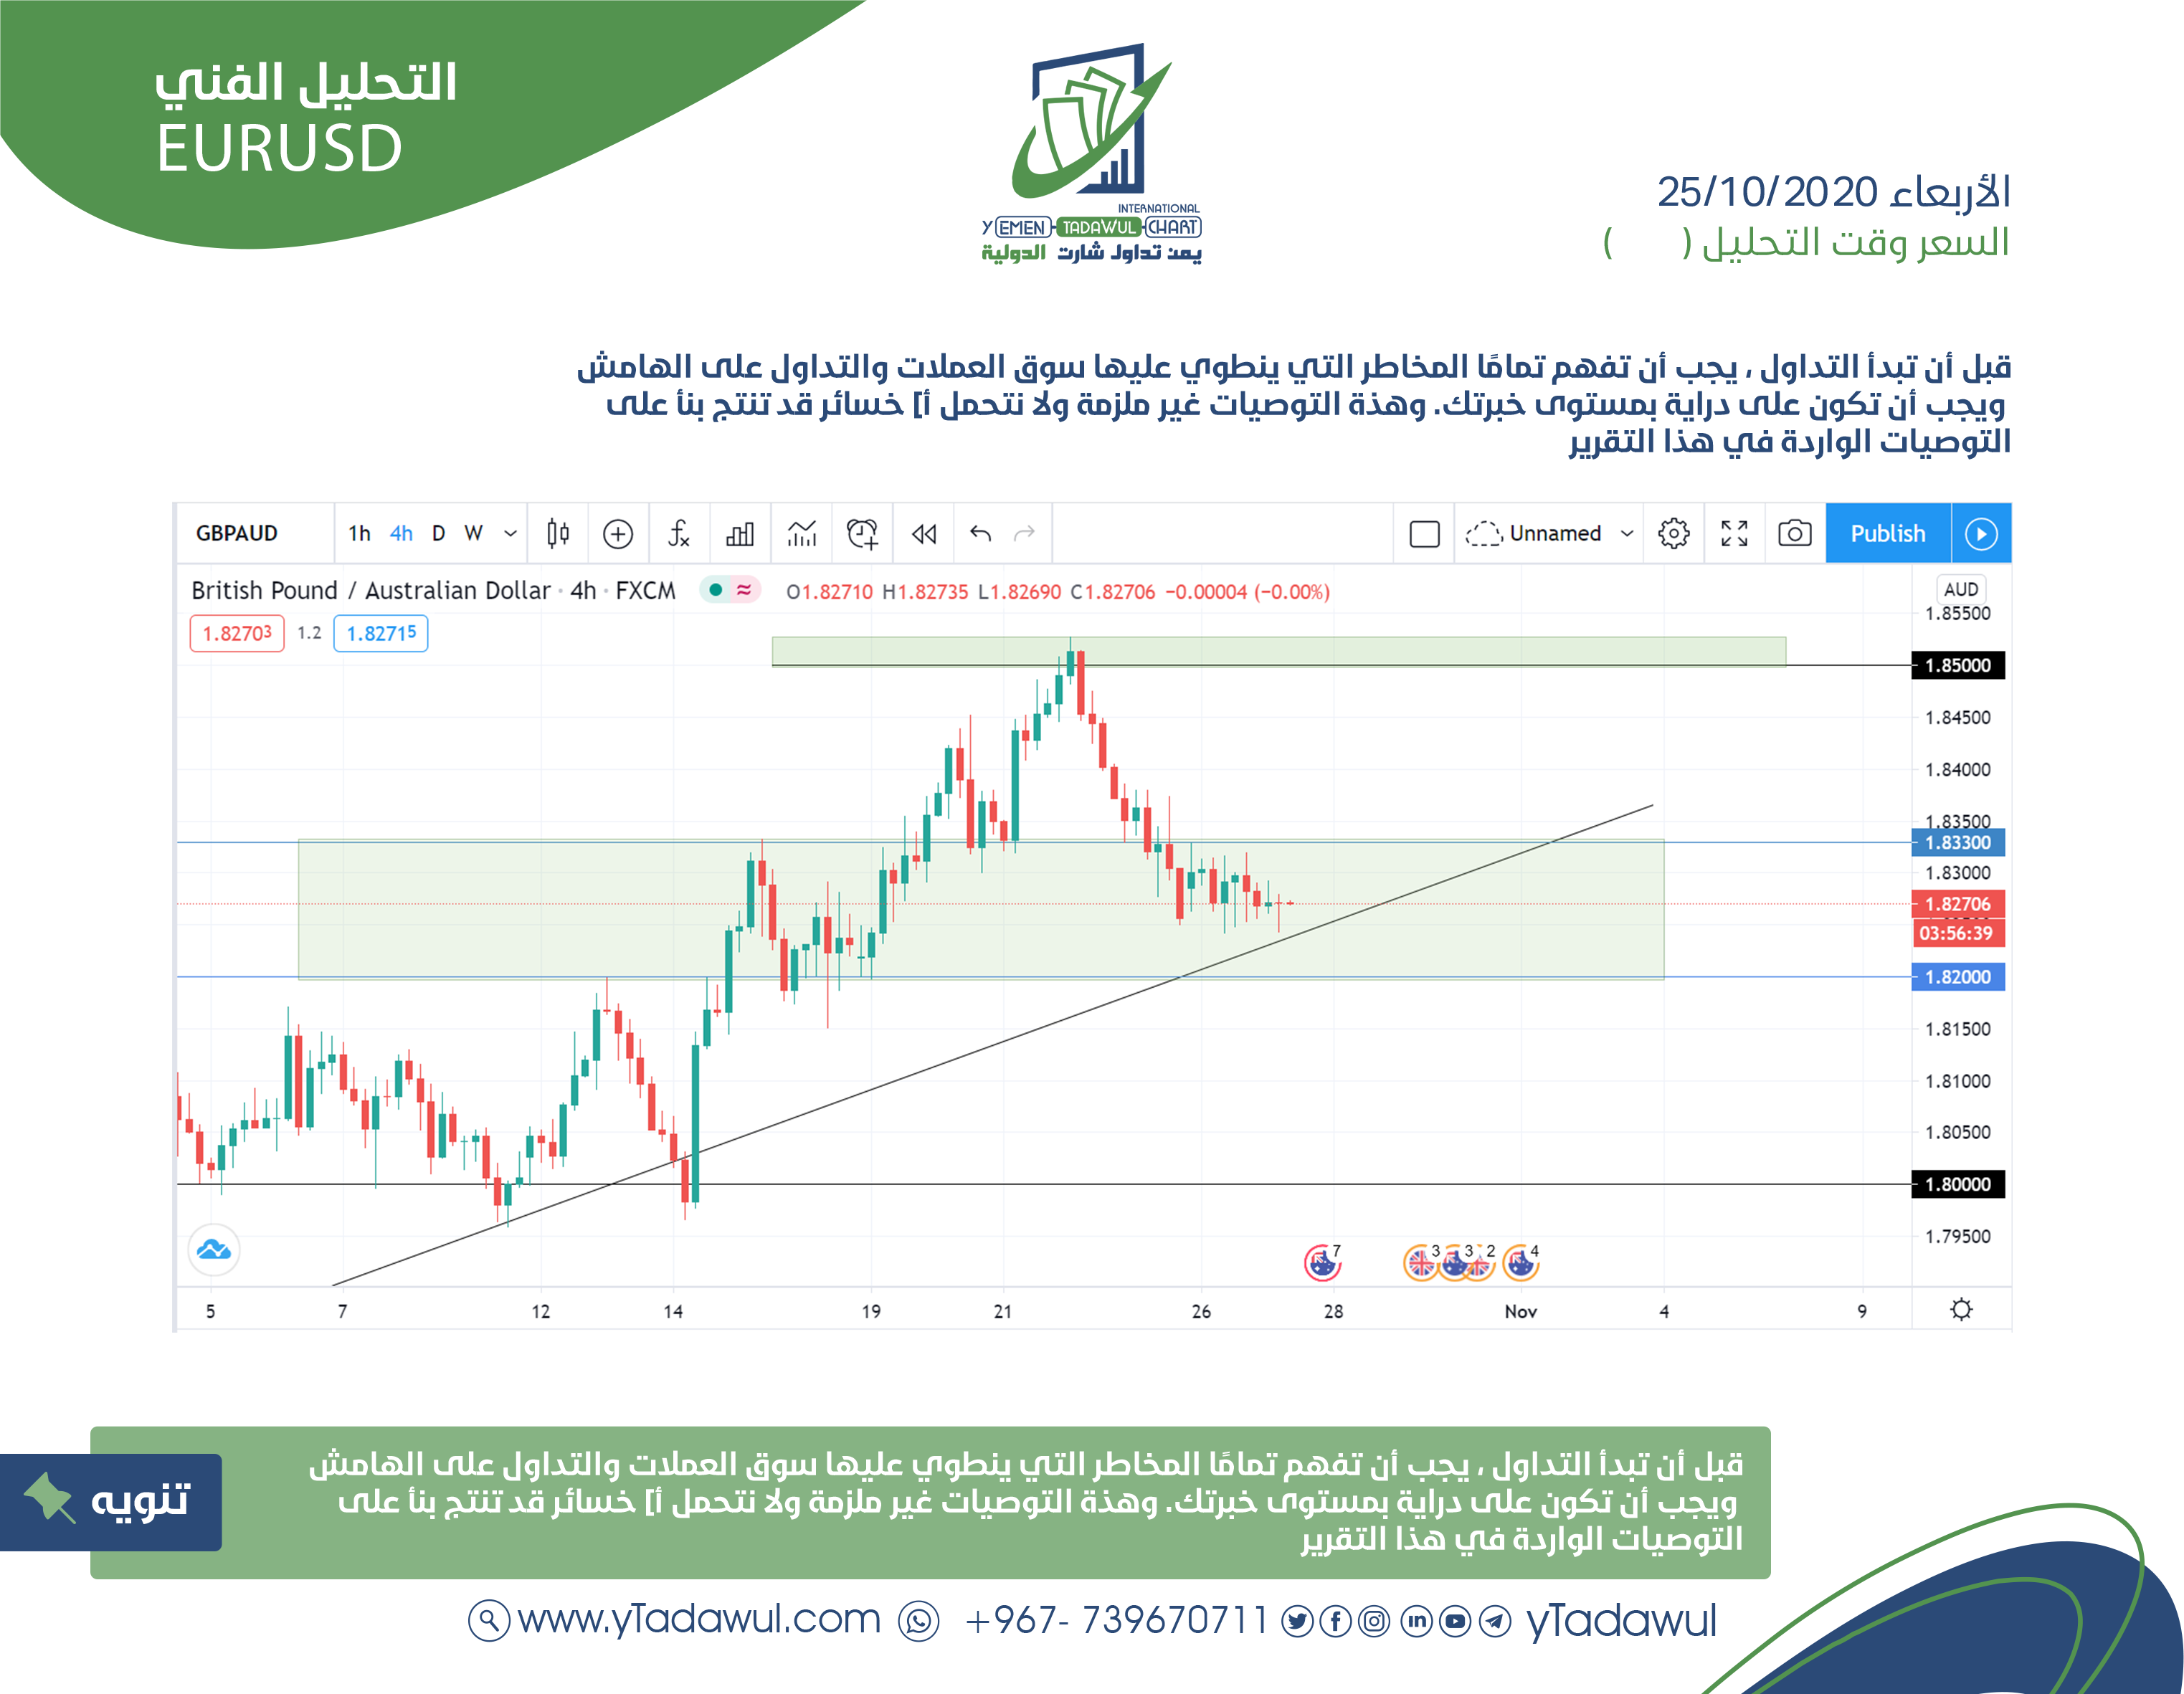 التحليل الفني
EURUSD
INTERNATIONAL
YEMEN-TADAWUL-CHART
يمن تداول شارت الدولية
الأربعاء 25/10/2020
السعر وقت التحليل ( )
قبل أن تبدأ التداول ، يجب أن تفهم تمامًا المخاطر التي ينطوي عليها سوق العملات والتداول على الهامش
ويجب أن تكون على دراية بمستوى خبرتك. وهذة التوصيات غير ملزمة ولا نتحمل أ] خسائر قد تنتج بنأ على
التوصيات الواردة في هذا التقرير
GBPAUD 1h 4h D W Unnamed Publish
British Pound / Australian Dollar · 4h · FXCM O1.82710 H1.82735 L1.82690 C1.82706 −0.00004 (−0.00%)
1.82703 1.2 1.82715
AUD
1.85500
1.85000
1.84500
1.84000
1.83500
1.83300
1.83000
1.82706
03:56:39
1.82000
1.81500
1.81000
1.80500
1.80000
1.79500
7 3 3 2 4
5 7 12 14 19 21 26 28 Nov 4 9
تنويه
قبل أن تبدأ التداول ، يجب أن تفهم تمامًا المخاطر التي ينطوي عليها سوق العملات والتداول على الهامش
ويجب أن تكون على دراية بمستوى خبرتك. وهذة التوصيات غير ملزمة ولا نتحمل أ] خسائر قد تنتج بنأ على
التوصيات الواردة في هذا التقرير
www.yTadawul.com +967- 739670711 yTadawul